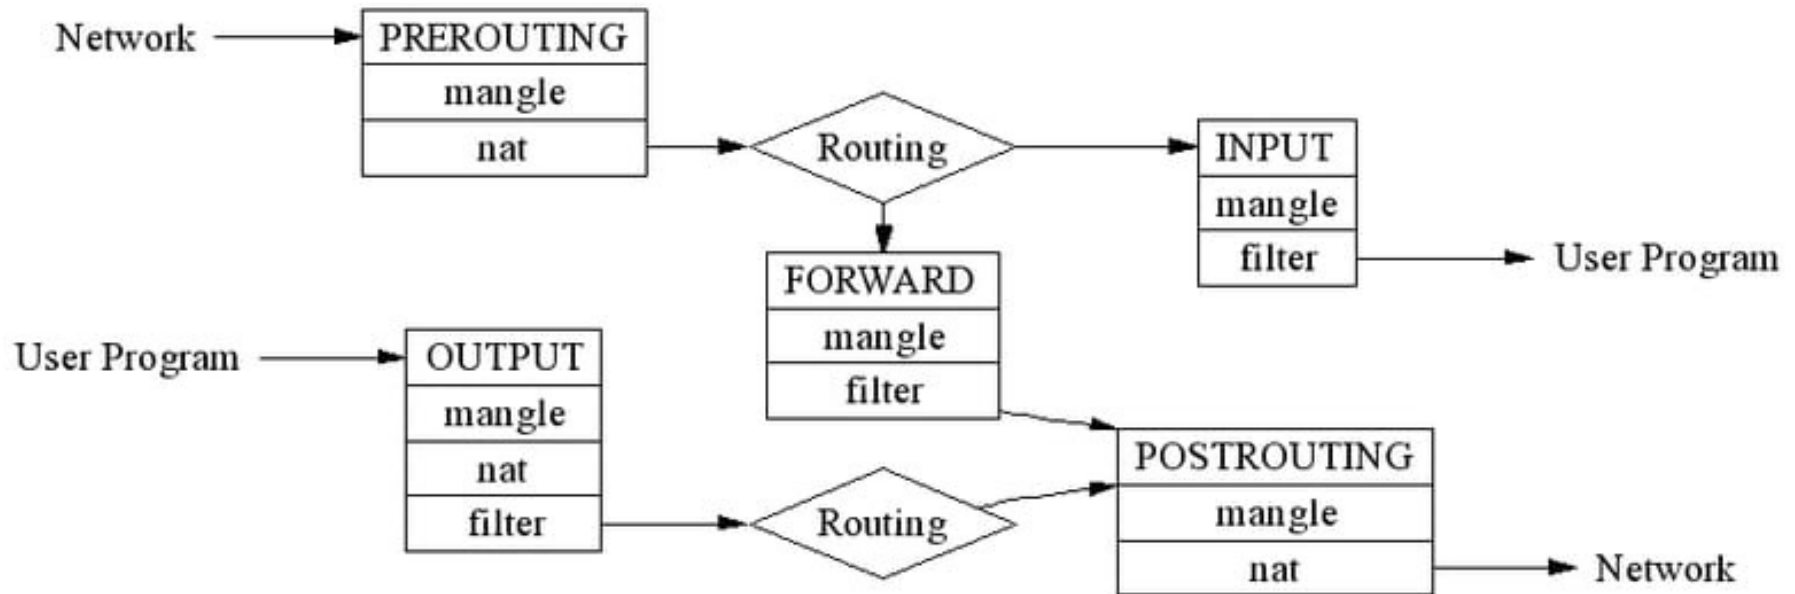 Network
PREROUTING
mangle
nat
Routing
INPUT
mangle
filter
User Program
FORWARD
mangle
filter
User Program
OUTPUT
mangle
nat
filter
Routing
POSTROUTING
mangle
nat
Network